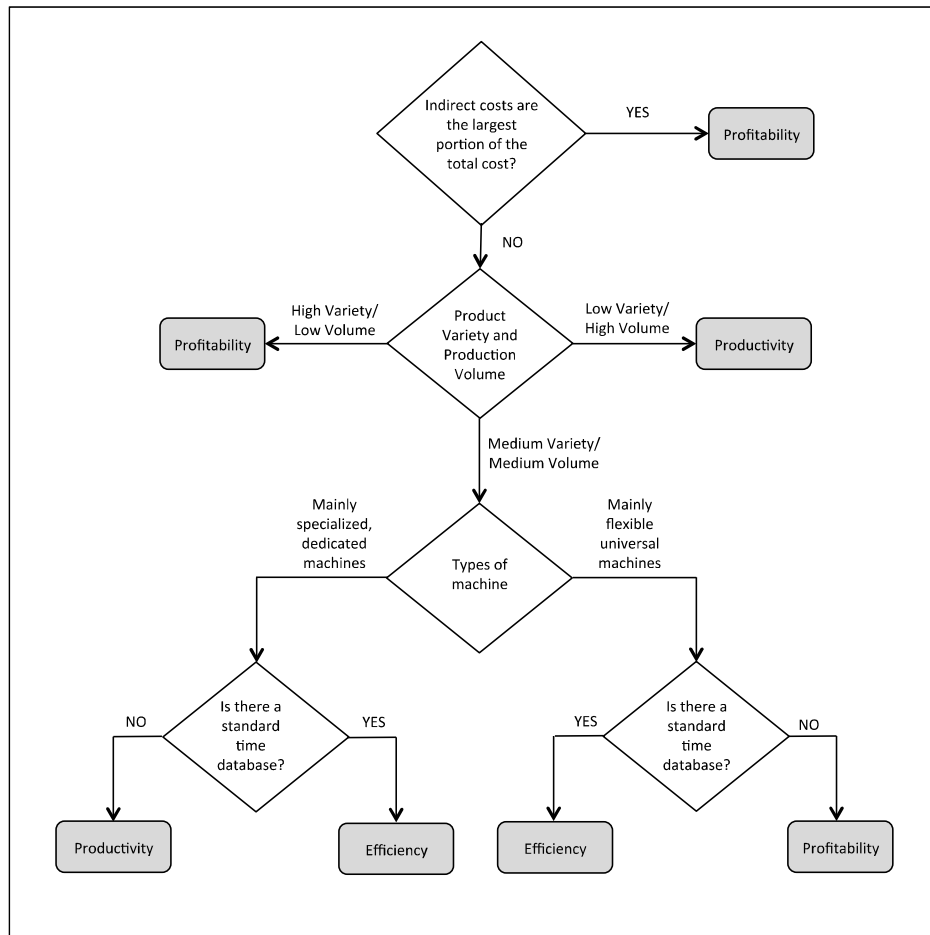 Indirect costs are
the largest
portion of the
total cost?
YES
Profitability
NO
High Variety/
Low Volume
Low Variety/
High Volume
Profitability
Product
Variety and
Production
Volume
Productivity
Medium Variety/
Medium Volume
Mainly
specialized,
dedicated
machines
Mainly
flexible
universal
machines
Types of
machine
NO
Is there a
standard
time
database?
YES
YES
Is there a
standard
time
database?
NO
Productivity
Efficiency
Efficiency
Profitability